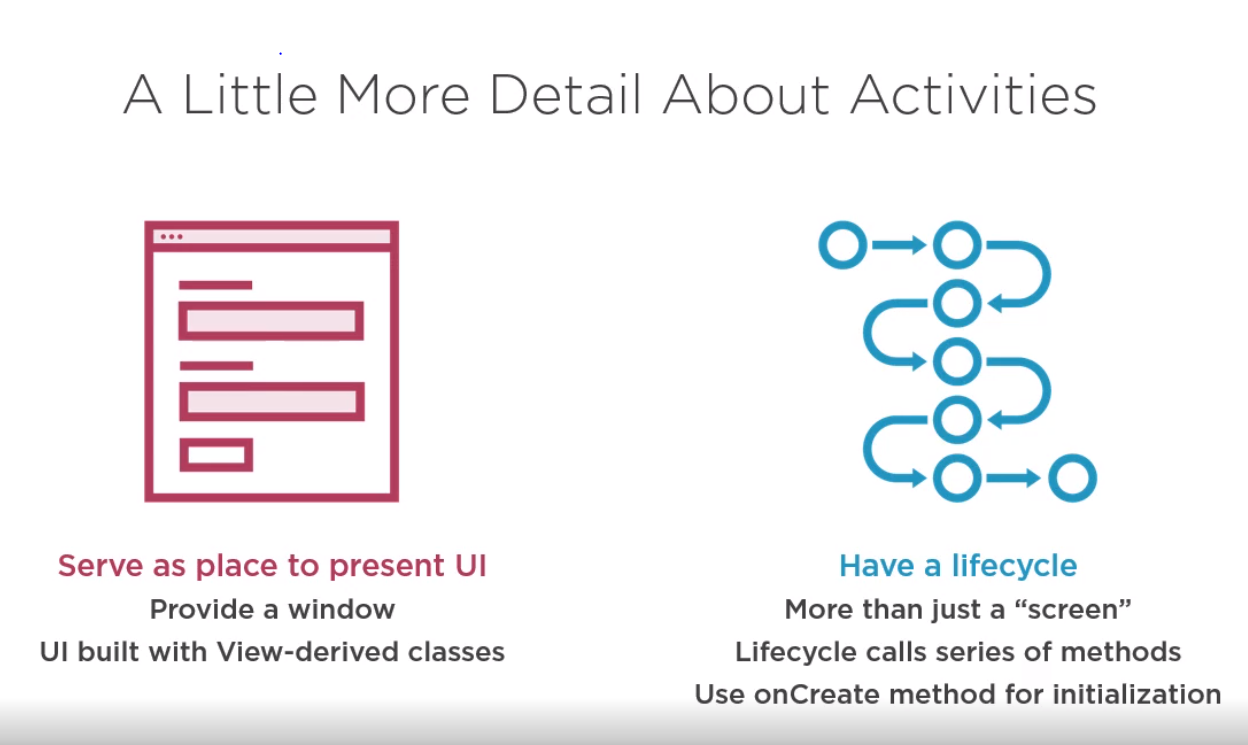 A Little More Detail About Activities
Serve as place to present UI
Provide a window
UI built with View-derived classes
Have a lifecycle
More than just a “screen”
Lifecycle calls series of methods
Use onCreate method for initialization